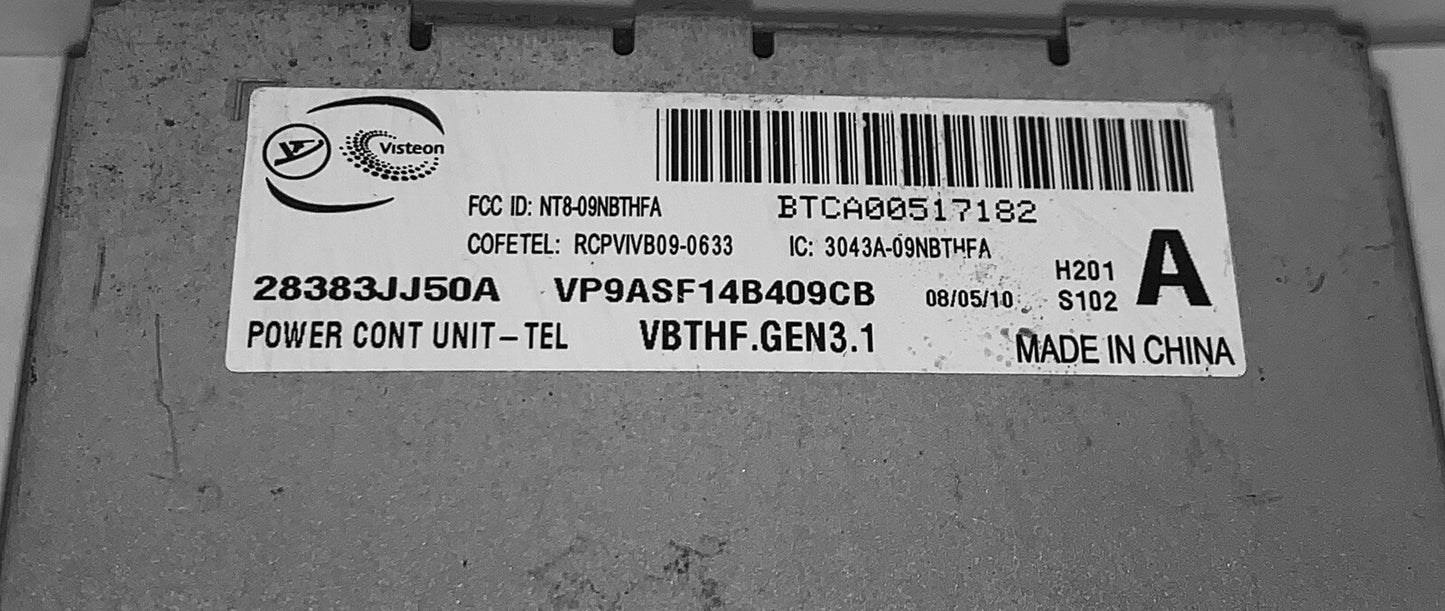 Visteon
FCC ID: NT8-09NBTHFA
BTCA00517182
COFETEL: RCPVIVB09-0633 IC: 3043A-09NBTHFA
28383JJ50A VP9ASF14B409CB 08/05/10
H201
S102
A
POWER CONT UNIT-TEL VBTHF.GEN3.1 MADE IN CHINA